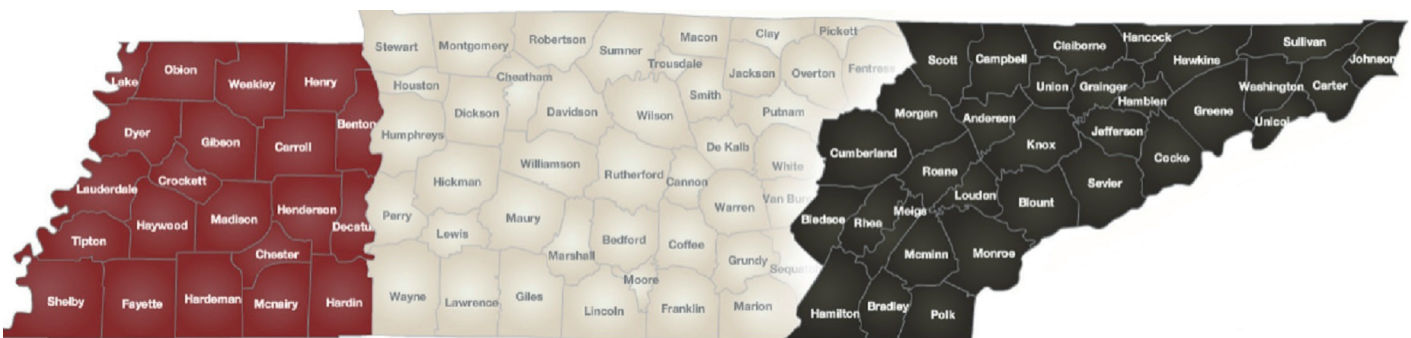 Lake
Obion
Weakley
Henry
Dyer
Gibson
Carroll
Benton
Lauderdale
Crockett
Haywood
Madison
Henderson
Decatu
Tipton
Chester
Shelby
Fayette
Hardeman
Mcnairy
Hardin
Stewart
Montgomery
Robertson
Sumner
Macon
Trousdale
Clay
Pickett
Houston
Cheatham
Jackson
Overton
Fentress
Humphreys
Dickson
Davidson
Wilson
Smith
Putnam
De Kalb
White
Hickman
Williamson
Rutherford
Cannon
Warren
Van Bure
Perry
Lewis
Maury
Marshall
Bedford
Coffee
Grundy
Sequatc
Wayne
Lawrence
Giles
Lincoln
Moore
Franklin
Marion
Scott
Campbell
Claiborne
Hancock
Hawkins
Sullivan
Johnson
Union
Grainger
Hamblen
Greene
Washington
Carter
Unicoi
Morgan
Anderson
Knox
Jefferson
Cocke
Cumberland
Roane
Loudon
Blount
Sevier
Bledsoe
Rhea
Meigs
Mcminn
Monroe
Hamilton
Bradley
Polk